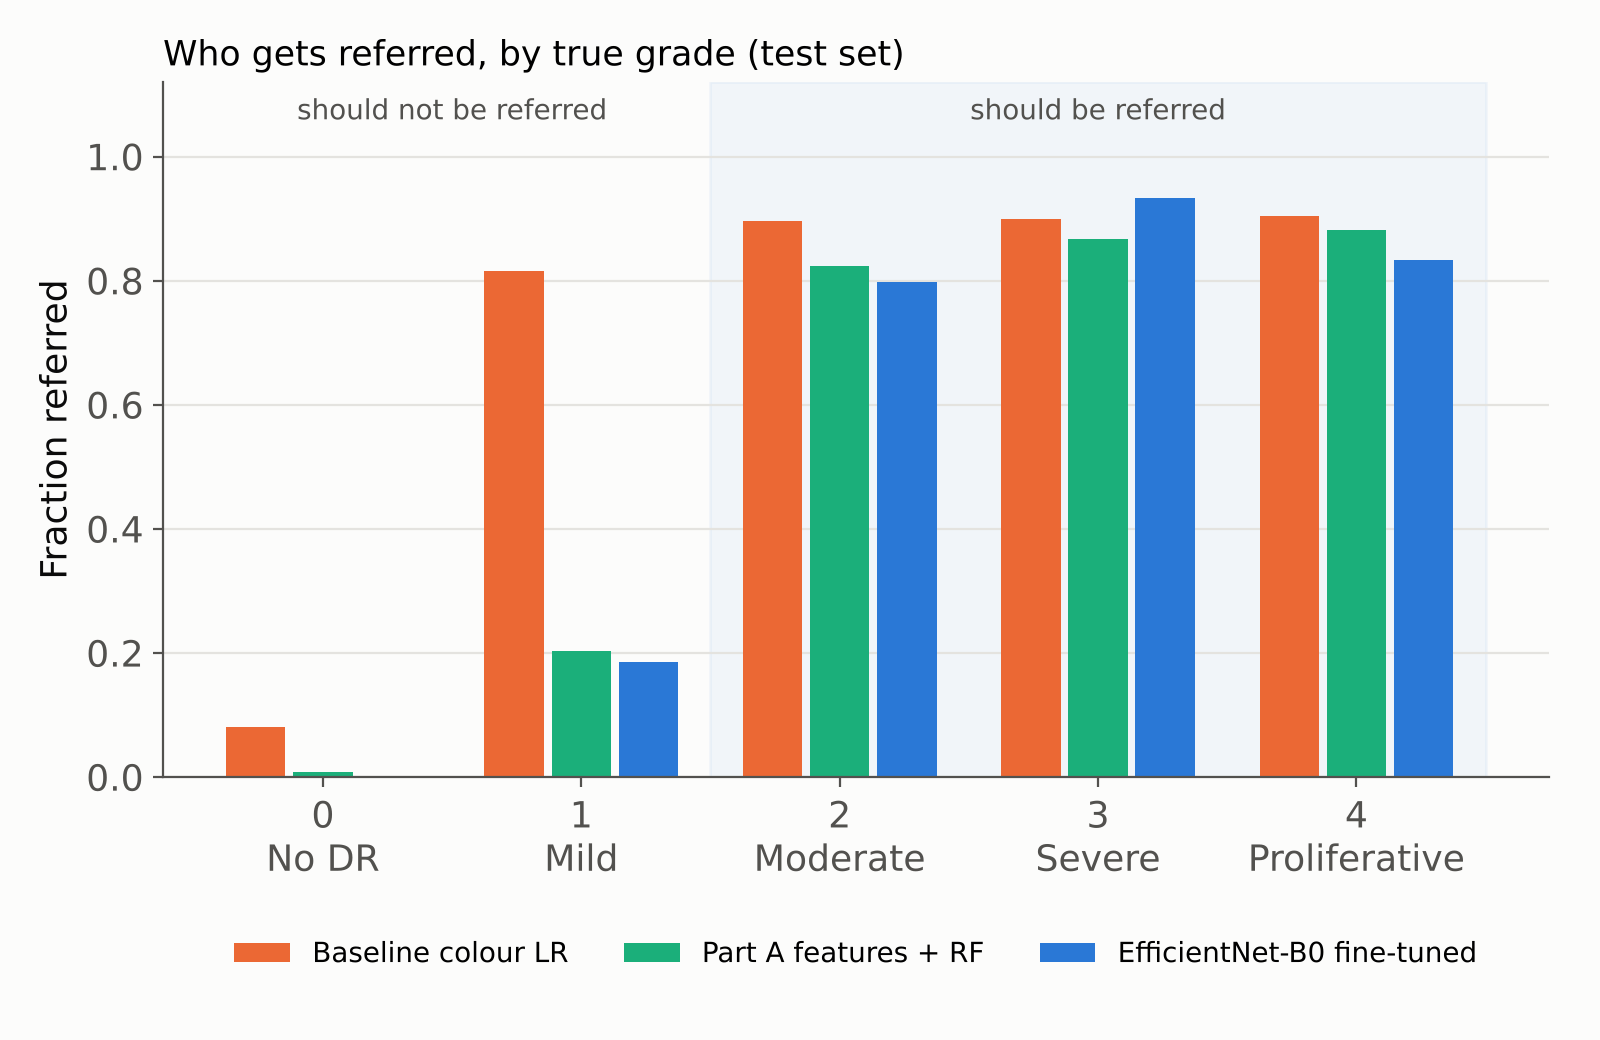 Who gets referred, by true grade (test set)
should not be referred
should be referred
Fraction referred
1.0
0.8
0.6
0.4
0.2
0.0
0
No DR
1
Mild
2
Moderate
3
Severe
4
Proliferative
Baseline colour LR
Part A features + RF
EfficientNet-B0 fine-tuned